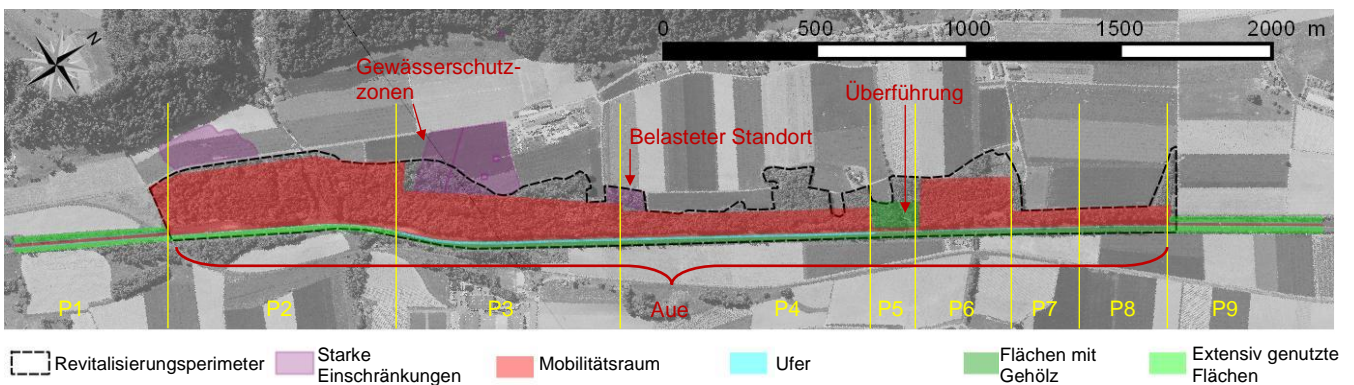 0 500 1000 1500 2000 m
N
Gewässerschutz-
zonen
Überführung
Belasteter Standort
P1 P2 P3 Aue P4 P5 P6 P7 P8 P9
Revitalisierungsperimeter
Starke
Einschränkungen
Mobilitätsraum
Ufer
Flächen mit
Gehölz
Extensiv genutzte
Flächen